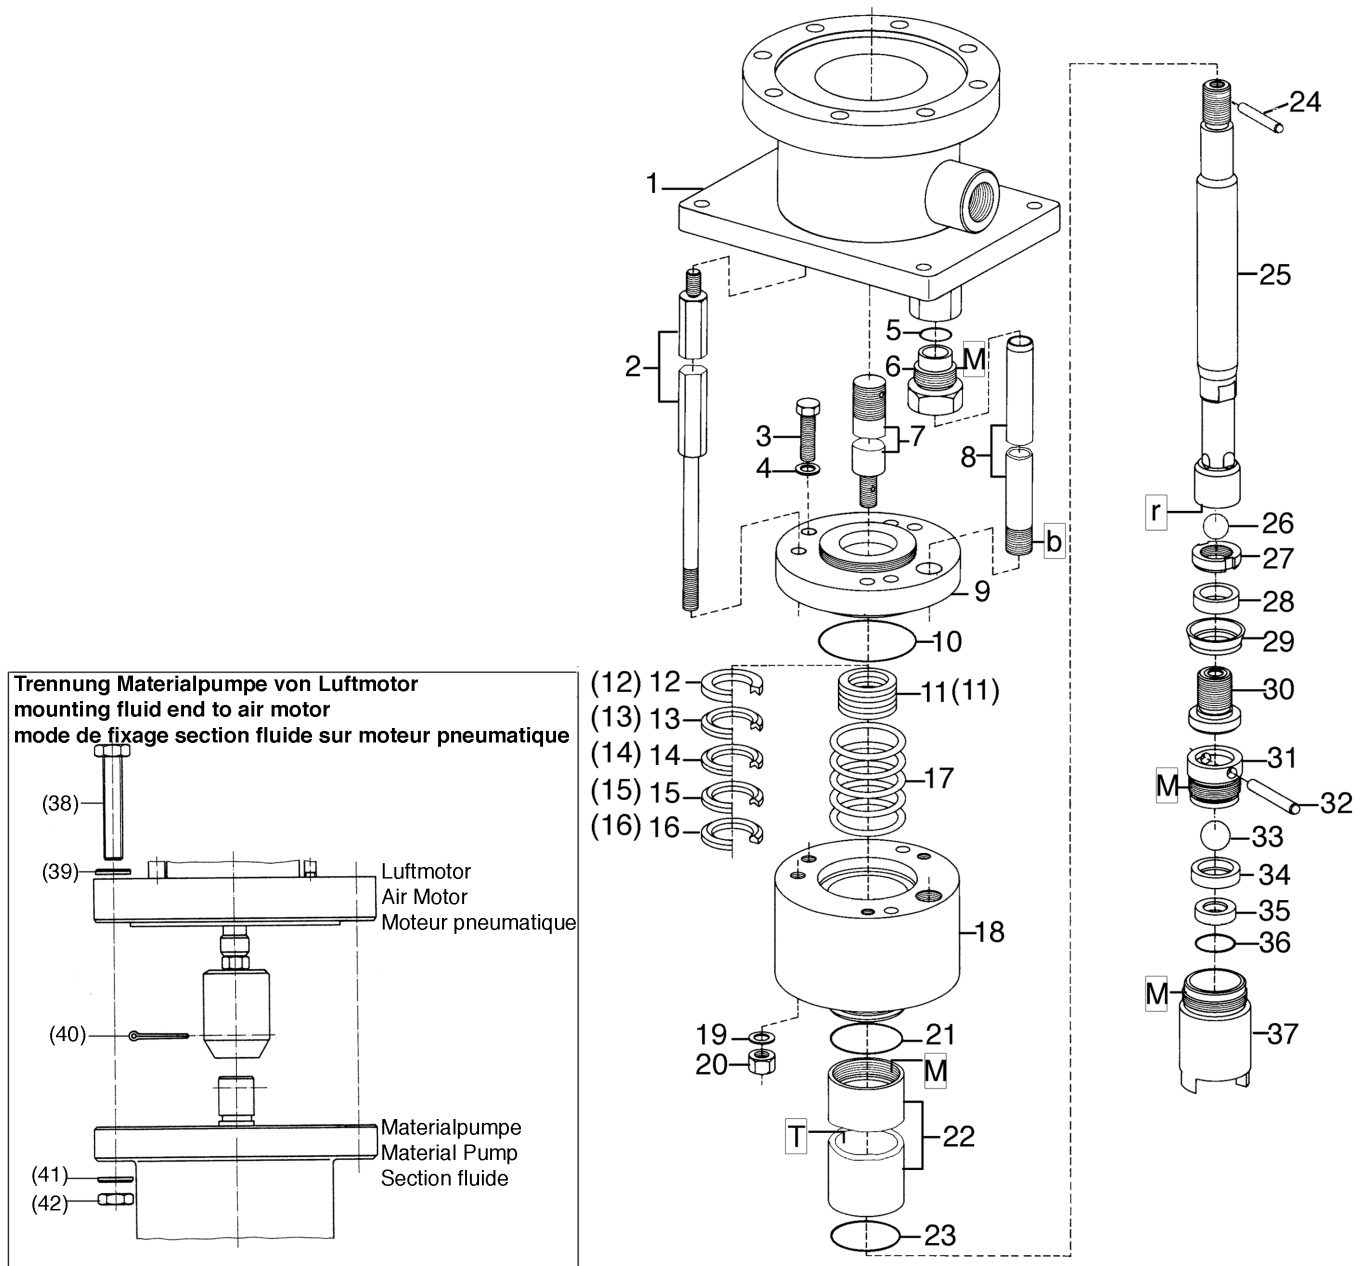 1
2
3
4
5
6
M
7
8
b
9
10
(12) 12
(13) 13
(14) 14
(15) 15
(16) 16
11(11)
17
18
19
20
21
M
T
22
23
24
25
r
26
27
28
29
30
31
M
32
33
34
35
36
M
37
Trennung Materialpumpe von Luftmotor
mounting fluid end to air motor
mode de fixage section fluide sur moteur pneumatique
(38)
(39)
Luftmotor
Air Motor
Moteur pneumatique
(40)
Materialpumpe
Material Pump
Section fluide
(41)
(42)